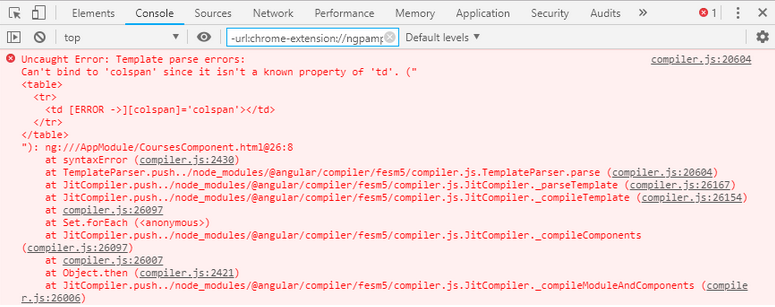 Elements Console Sources Network Performance Memory Application Security Audits » 1
top -url:chrome-extension://ngpamp Default levels ▼
Uncaught Error: Template parse errors: compiler.js:20604
Can't bind to 'colspan' since it isn't a known property of 'td'. ("
<table>
<tr>
<td [ERROR ->][colspan]='colspan'></td>
</tr>
</table>
"): ng:///AppModule/CoursesComponent.html@26:8
at syntaxError (compiler.js:2430)
at TemplateParser.push../node_modules/@angular/compiler/fesm5/compiler.js.TemplateParser.parse (compiler.js:20604)
at JitCompiler.push../node_modules/@angular/compiler/fesm5/compiler.js.JitCompiler._parseTemplate (compiler.js:26167)
at JitCompiler.push../node_modules/@angular/compiler/fesm5/compiler.js.JitCompiler._compileTemplate (compiler.js:26154)
at compiler.js:26097
at Set.forEach (<anonymous>)
at JitCompiler.push../node_modules/@angular/compiler/fesm5/compiler.js.JitCompiler._compileComponents
(compiler.js:26097)
at compiler.js:26007
at Object.then (compiler.js:2421)
at JitCompiler.push../node_modules/@angular/compiler/fesm5/compiler.js.JitCompiler._compileModuleAndComponents (compile
r.js:26006)